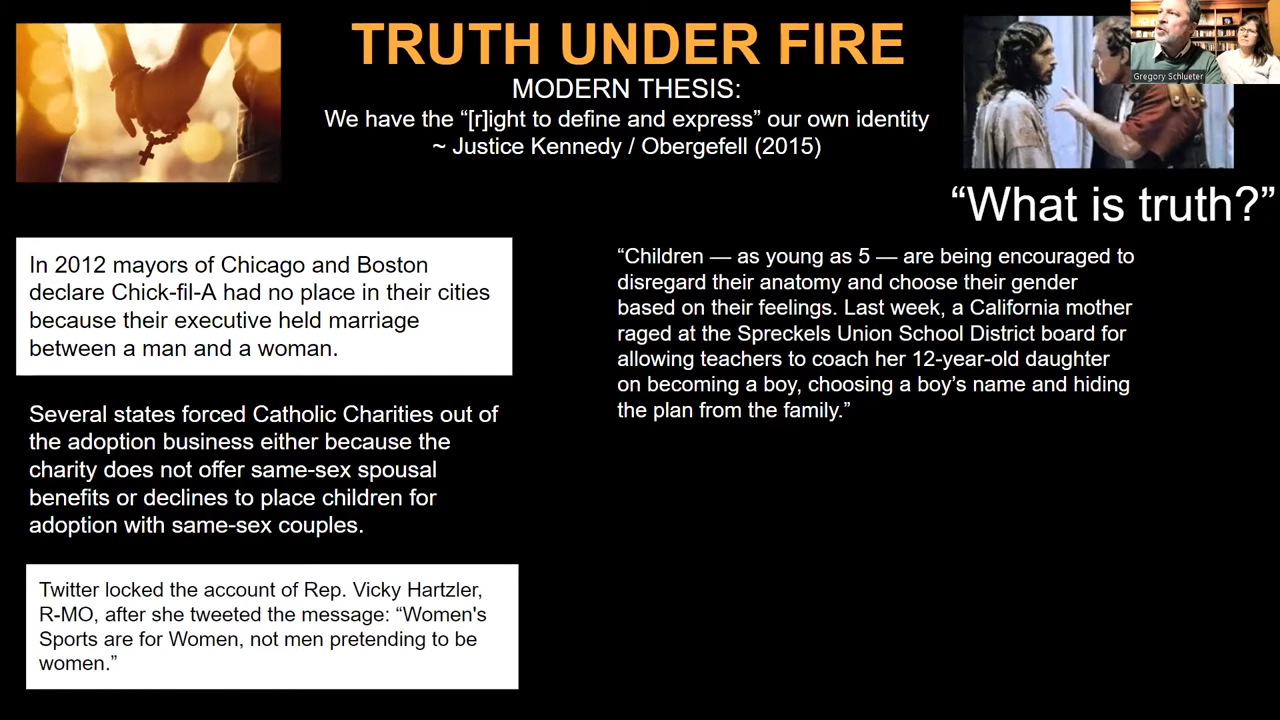 TRUTH UNDER FIRE
MODERN THESIS:
We have the “[r]ight to define and express” our own identity
~ Justice Kennedy / Obergefell (2015)
Gregory Schlueter
“What is truth?”
In 2012 mayors of Chicago and Boston
declare Chick-fil-A had no place in their cities
because their executive held marriage
between a man and a woman.
Several states forced Catholic Charities out of
the adoption business either because the
charity does not offer same-sex spousal
benefits or declines to place children for
adoption with same-sex couples.
Twitter locked the account of Rep. Vicky Hartzler,
R-MO, after she tweeted the message: “Women's
Sports are for Women, not men pretending to be
women.”
“Children — as young as 5 — are being encouraged to
disregard their anatomy and choose their gender
based on their feelings. Last week, a California mother
raged at the Spreckels Union School District board for
allowing teachers to coach her 12-year-old daughter
on becoming a boy, choosing a boy’s name and hiding
the plan from the family.”